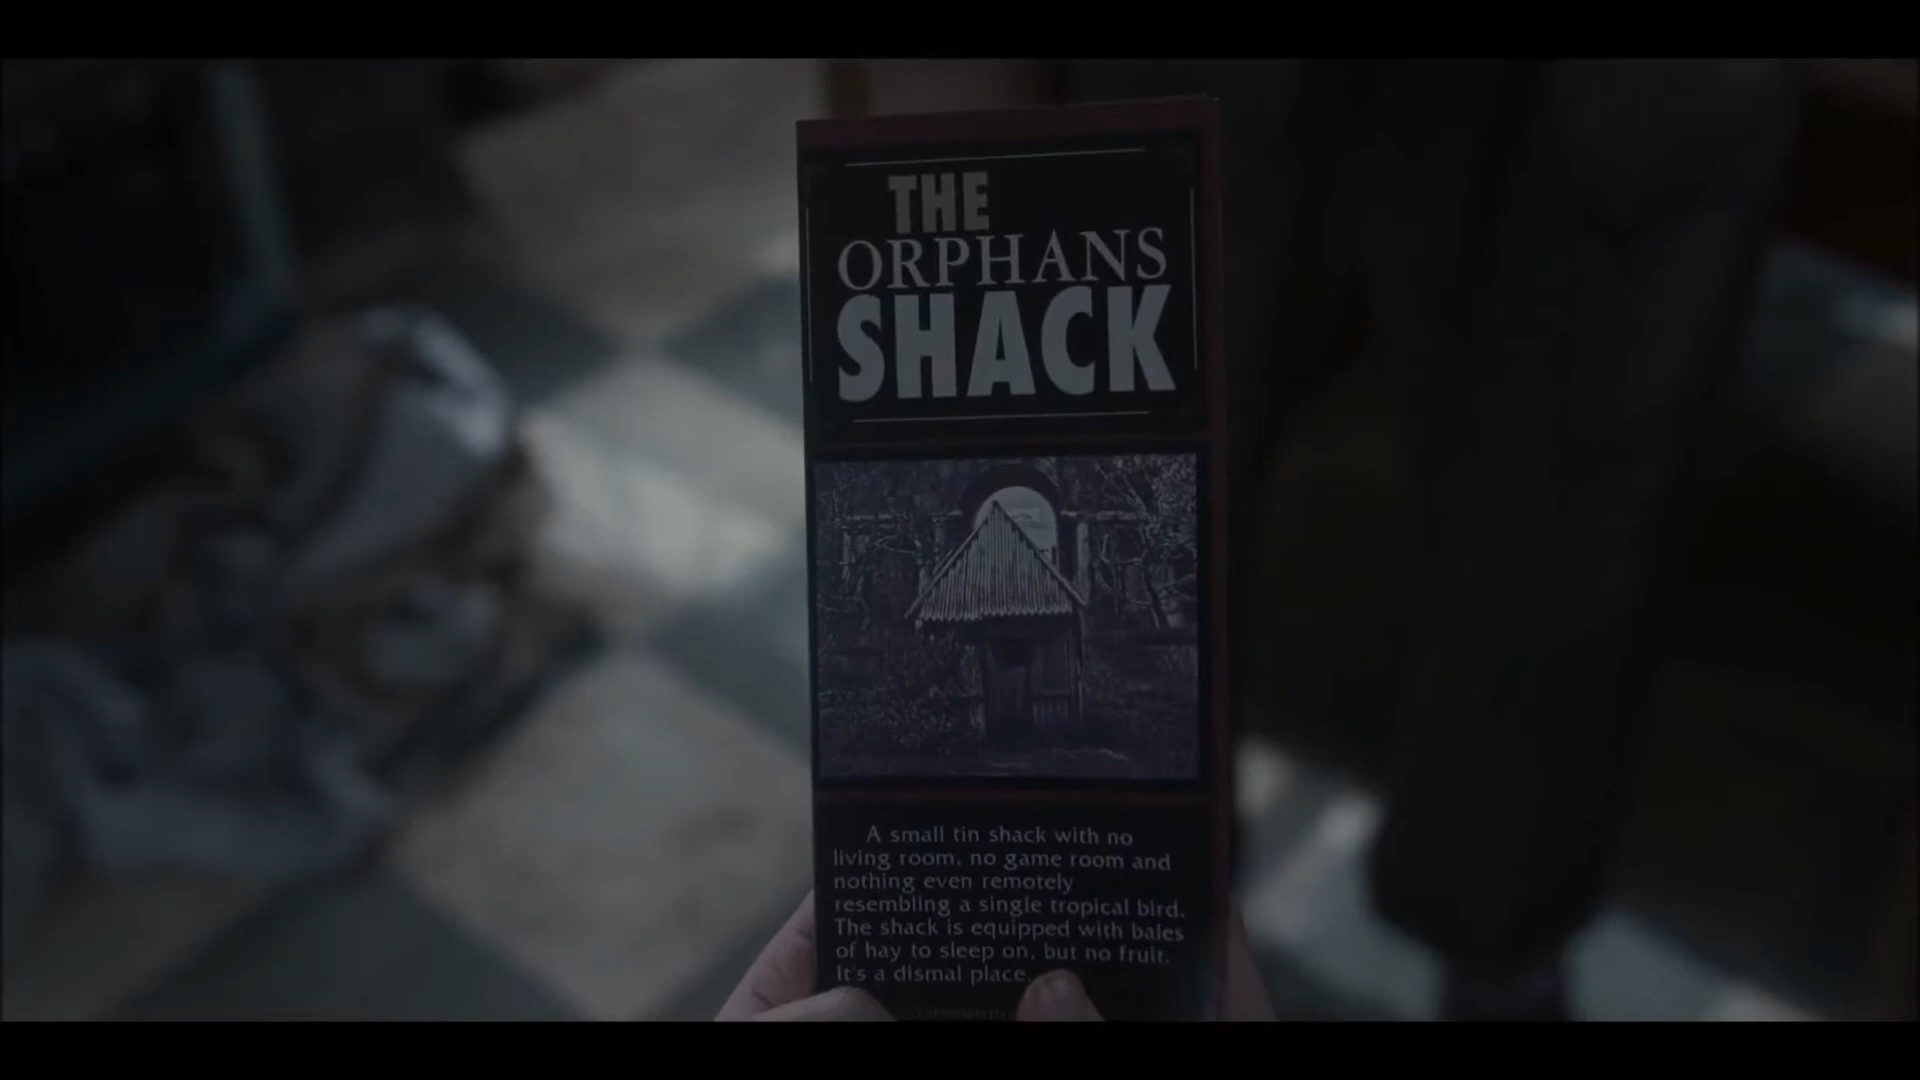 THE
ORPHANS
SHACK
A small tin shack with no
living room, no game room and
nothing even remotely
resembling a single tropical bird.
The shack is equipped with bales
of hay to sleep on, but no fruit.
It's a dismal place.